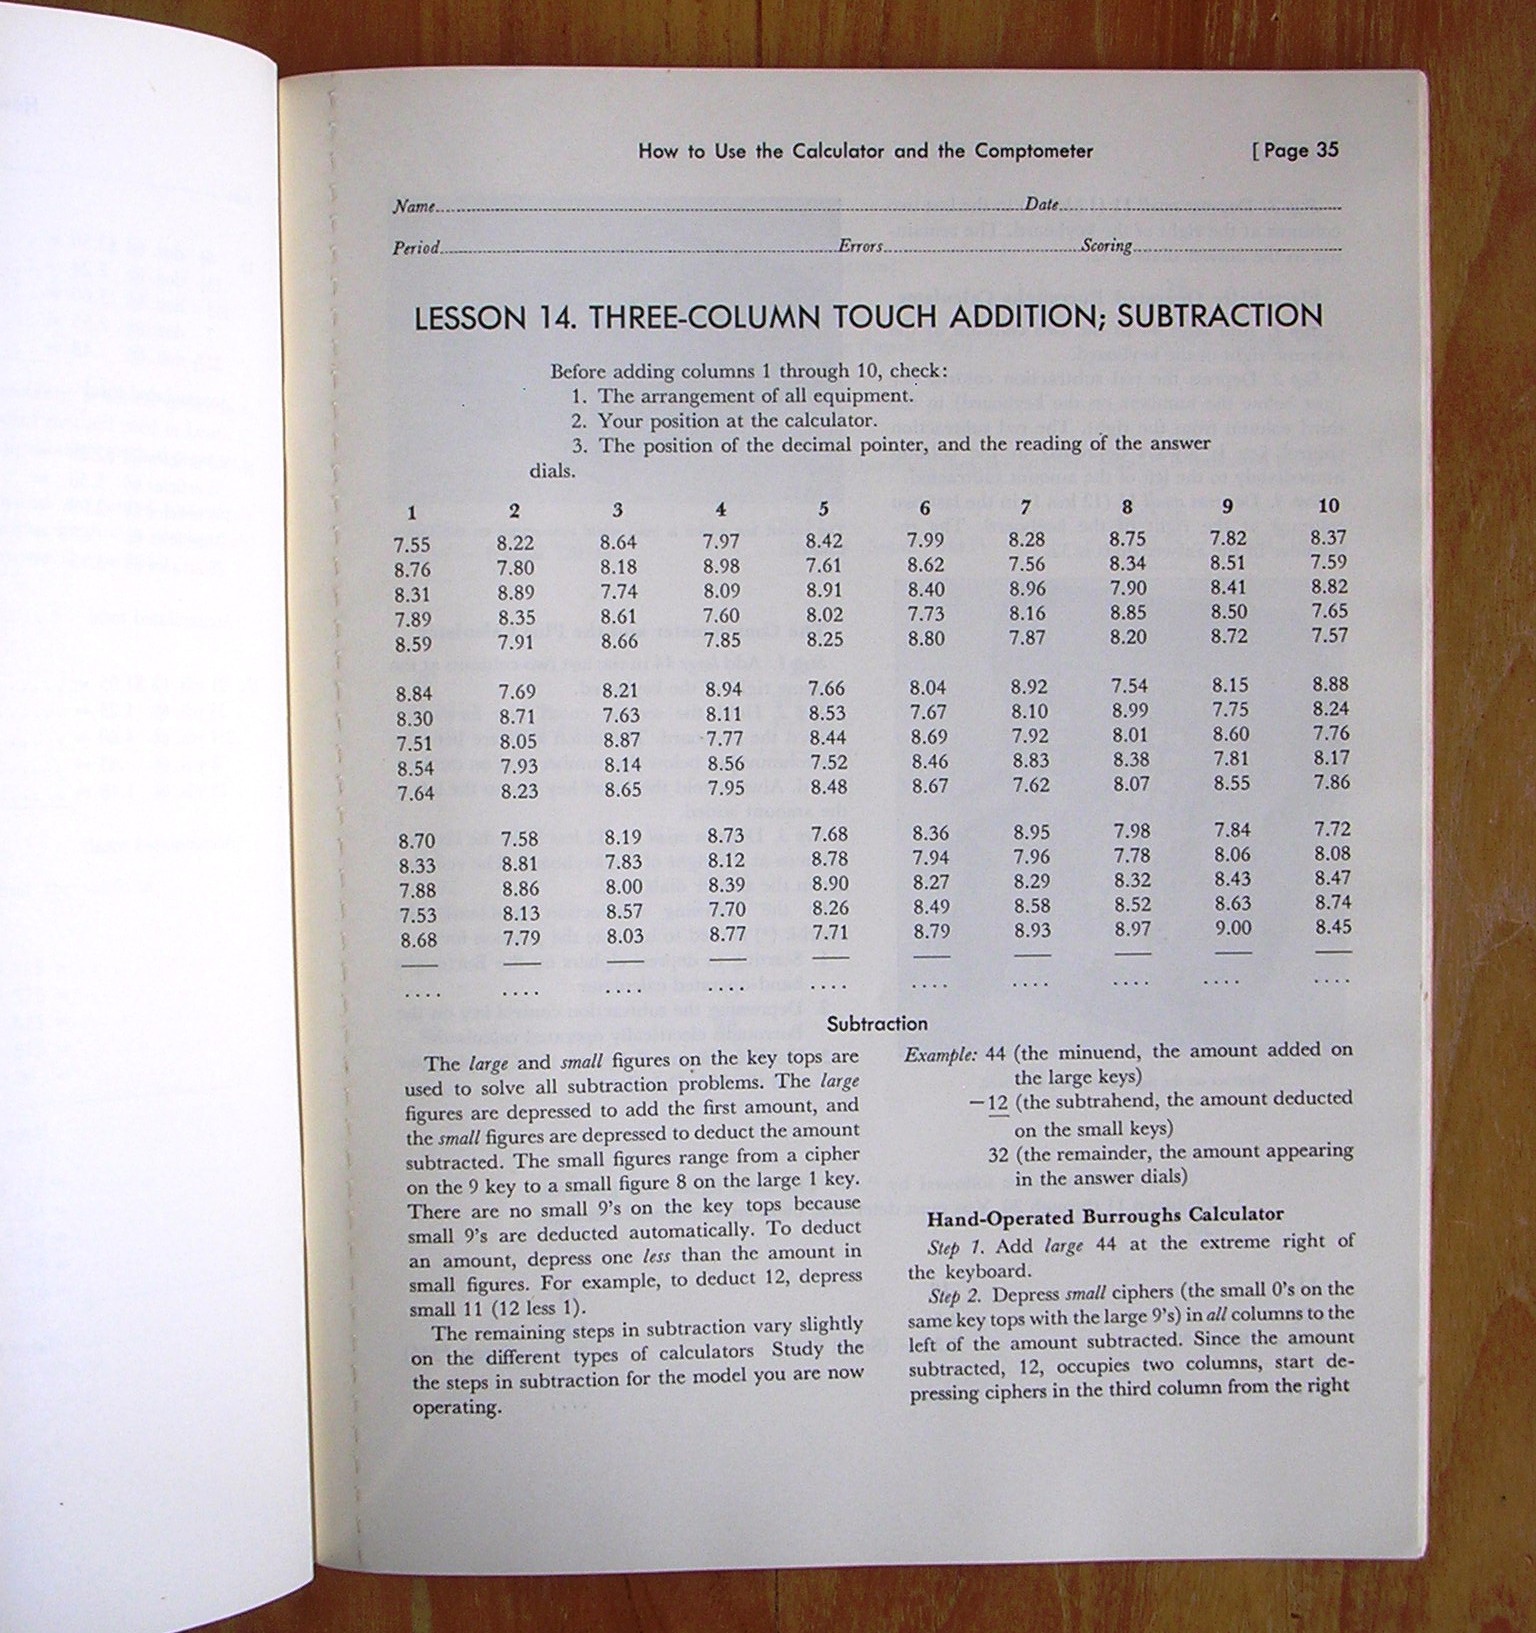 How to Use the Calculator and the Comptometer [ Page 35
Name Date
Period Errors Scoring
LESSON 14. THREE-COLUMN TOUCH ADDITION; SUBTRACTION
Before adding columns 1 through 10, check:
1. The arrangement of all equipment.
2. Your position at the calculator.
3. The position of the decimal pointer, and the reading of the answer
dials.
1 2 3 4 5 6 7 8 9 10
7.55 8.22 8.64 7.97 8.42 7.99 8.28 8.75 7.82 8.37
8.76 7.80 8.18 8.98 7.61 8.62 7.56 8.34 8.51 7.59
8.31 8.89 7.74 8.09 8.91 8.40 8.96 7.90 8.41 8.82
7.89 8.35 8.61 7.60 8.02 7.73 8.16 8.85 8.50 7.65
8.59 7.91 8.66 7.85 8.25 8.80 7.87 8.20 8.72 7.57
8.84 7.69 8.21 8.94 7.66 8.04 8.92 7.54 8.15 8.88
8.30 8.71 7.63 8.11 8.53 7.67 8.10 8.99 7.75 8.24
7.51 8.05 8.87 7.77 8.44 8.69 7.92 8.01 8.60 7.76
8.54 7.93 8.14 8.56 7.52 8.46 8.83 8.38 7.81 8.17
7.64 8.23 8.65 7.95 8.48 8.67 7.62 8.07 8.55 7.86
8.70 7.58 8.19 8.73 7.68 8.36 8.95 7.98 7.84 7.72
8.33 8.81 7.83 8.12 8.78 7.94 7.96 7.78 8.06 8.08
7.88 8.86 8.00 8.39 8.90 8.27 8.29 8.32 8.43 8.47
7.53 8.13 8.57 7.70 8.26 8.49 8.58 8.52 8.63 8.74
8.68 7.79 8.03 8.77 7.71 8.79 8.93 8.97 9.00 8.45
.... .... .... .... .... .... .... .... .... ....
Subtraction
The large and small figures on the key tops are
used to solve all subtraction problems. The large
figures are depressed to add the first amount, and
the small figures are depressed to deduct the amount
subtracted. The small figures range from a cipher
on the 9 key to a small figure 8 on the large 1 key.
There are no small 9's on the key tops because
small 9's are deducted automatically. To deduct
an amount, depress one less than the amount in
small figures. For example, to deduct 12, depress
small 11 (12 less 1).
The remaining steps in subtraction vary slightly
on the different types of calculators Study the
the steps in subtraction for the model you are now
operating.
Example: 44 (the minuend, the amount added on
the large keys)
—12 (the subtrahend, the amount deducted
on the small keys)
32 (the remainder, the amount appearing
in the answer dials)
Hand-Operated Burroughs Calculator
Step 1. Add large 44 at the extreme right of
the keyboard.
Step 2. Depress small ciphers (the small 0's on the
same key tops with the large 9's) in all columns to the
left of the amount subtracted. Since the amount
subtracted, 12, occupies two columns, start de-
pressing ciphers in the third column from the right